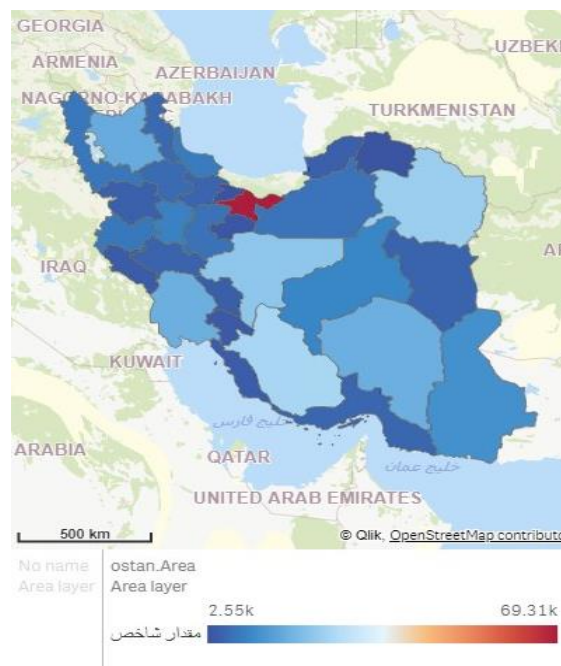 GEORGIA
UZBEKI
ARMENIA
AZERBAIJAN
NAGORNO-KARABAKH
TURKMENISTAN
IRAQ
KUWAIT
خلیج فارس
ARABIA
QATAR
خلیج عمان
UNITED ARAB EMIRATES
500 km
© Qlik, OpenStreetMap contributo
No name
ostan.Area
Area layer
Area layer
2.55k
69.31k
مقدار شاخص